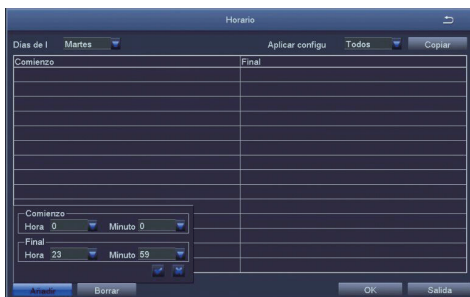 Horario
Días de l Martes Aplicar configu Todos Copiar
Comienzo Final
Comienzo
Hora 0 Minuto 0
Final
Hora 23 Minuto 59
Añadir Borrar OK Salida